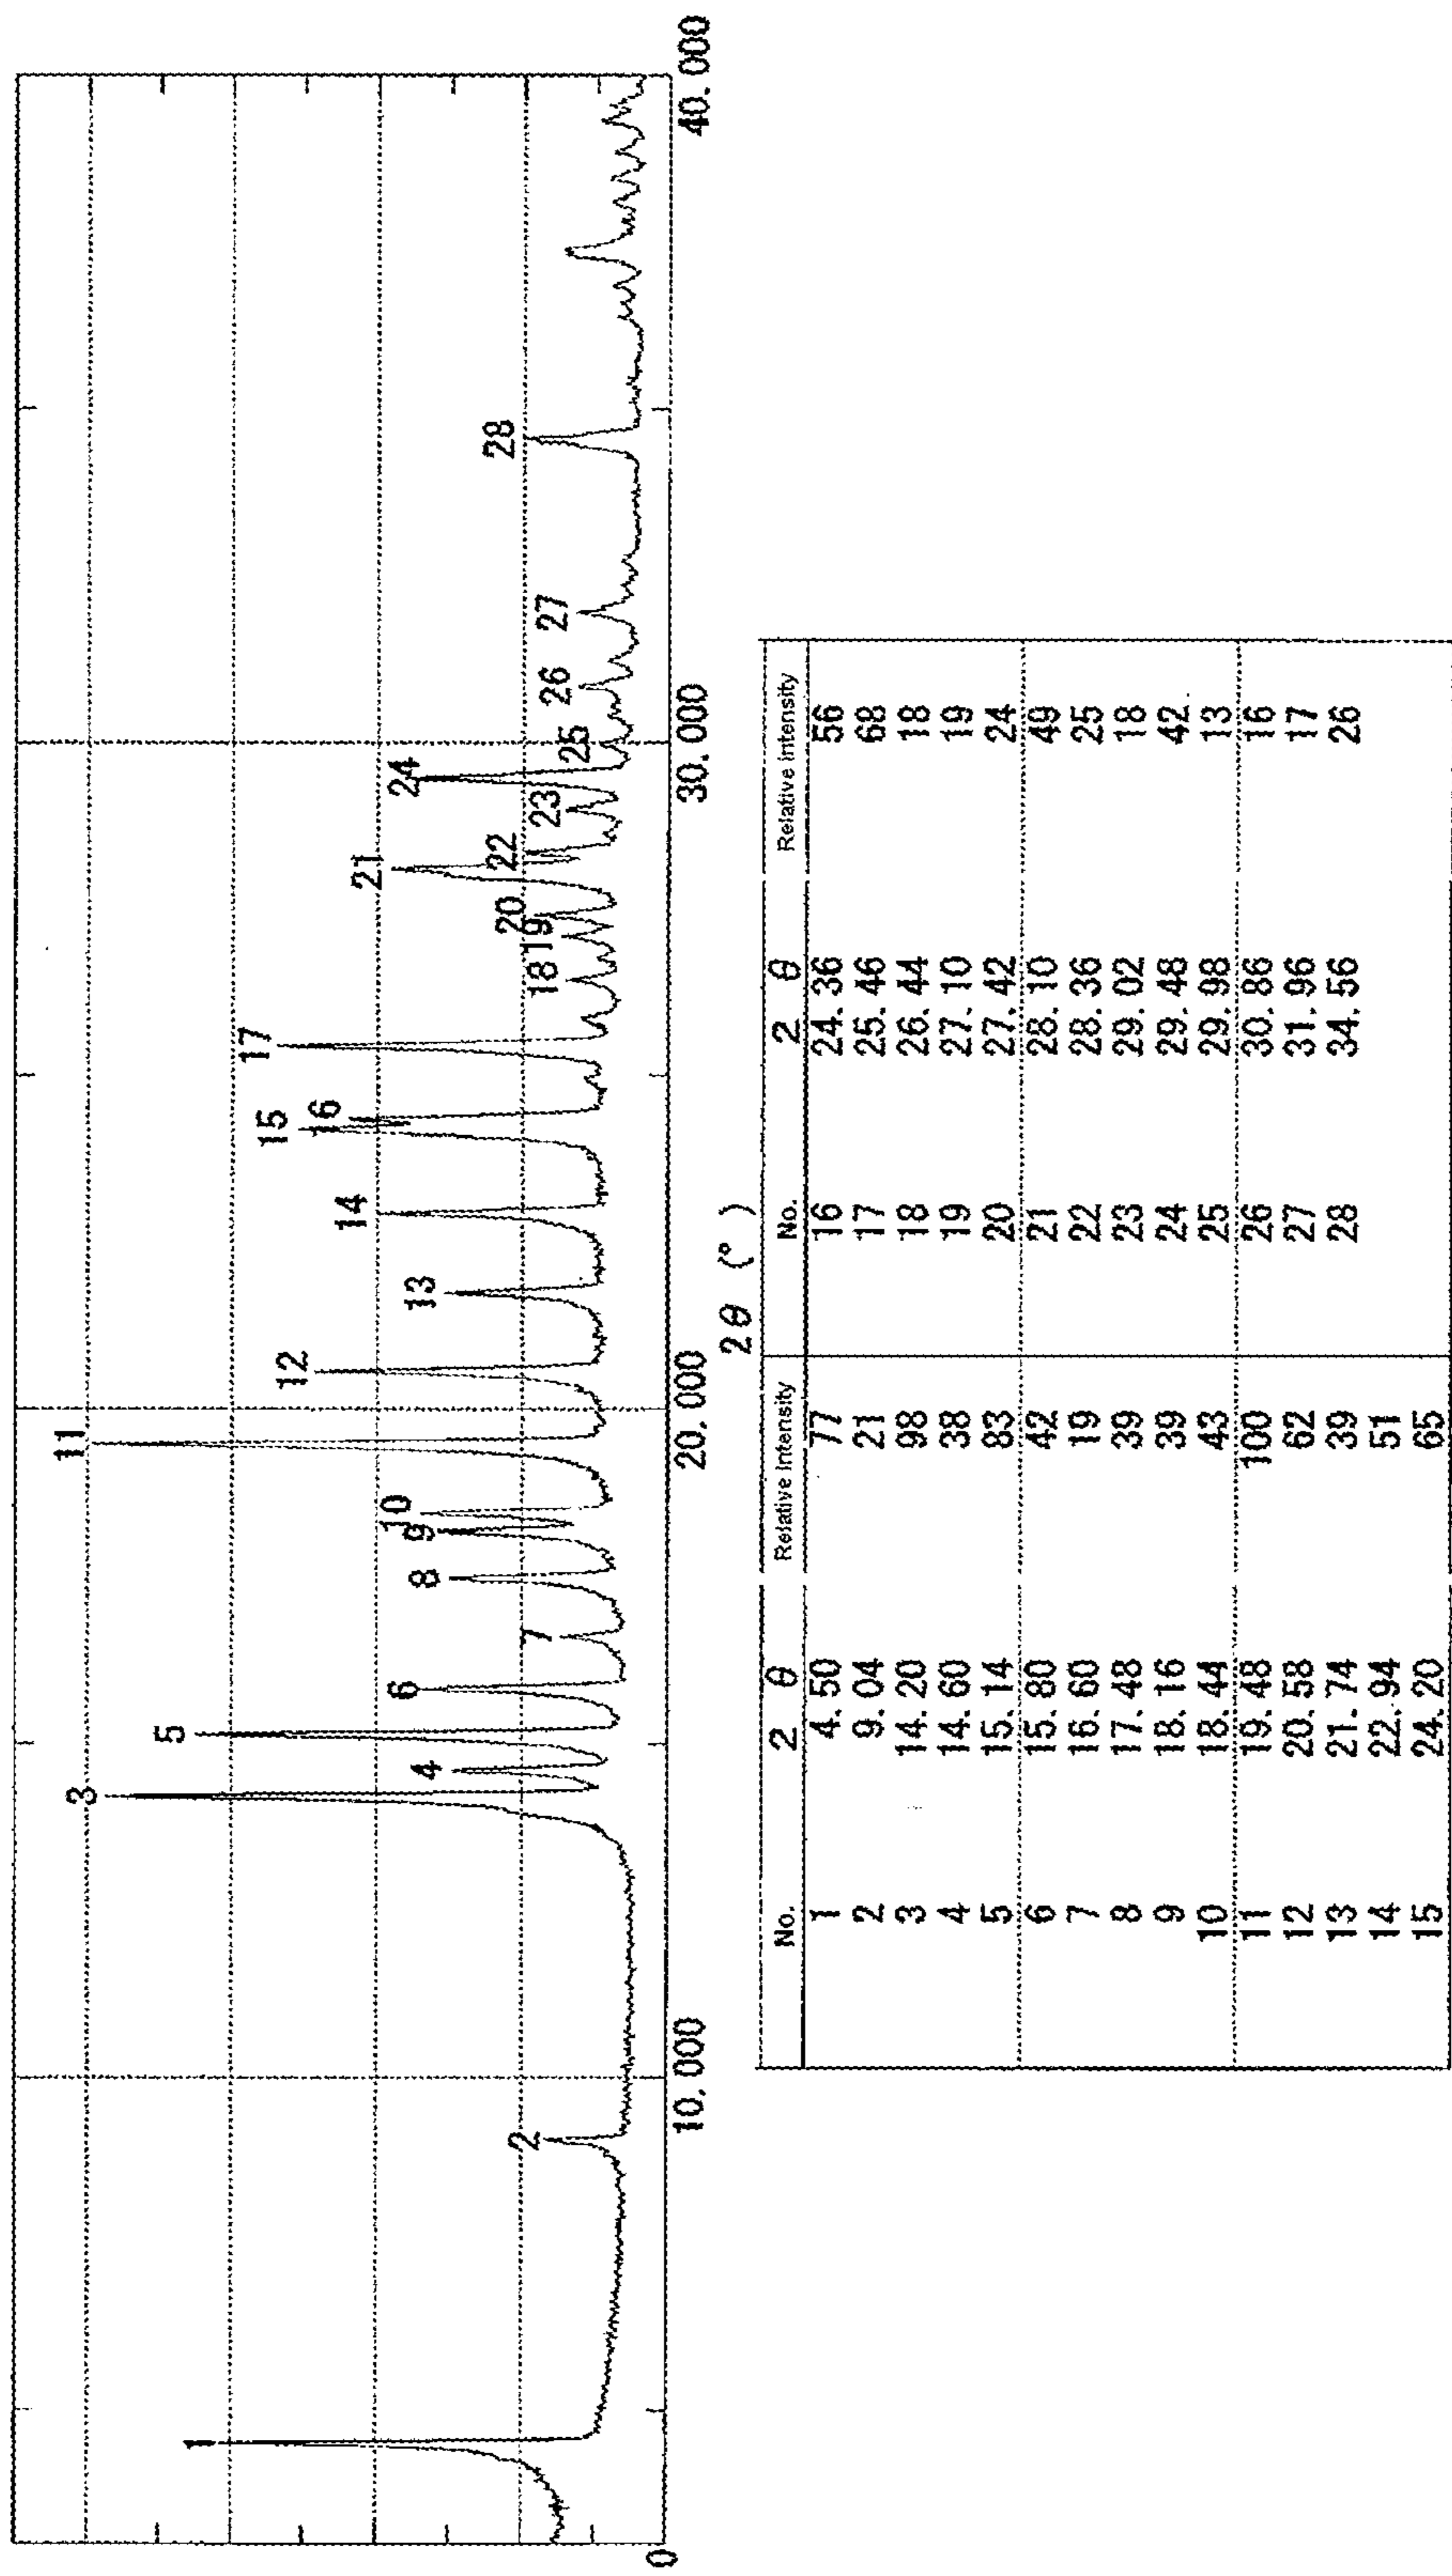 1
2
3
4
5
6
7
8
9
10
11
12
13
14
15
16
17
18
19
20
21
22
23
24
25
26
27
28
0
10. 000
20. 000
30. 000
40. 000
2θ (°)
No. 2 θ Relative Intensity No. 2 θ Relative Intensity
1 4. 50 77 16 24. 36 56
2 9. 04 21 17 25. 46 68
3 14. 20 98 18 26. 44 18
4 14. 60 38 19 27. 10 19
5 15. 14 83 20 27. 42 24
6 15. 80 42 21 28. 10 49
7 16. 60 19 22 28. 36 25
8 17. 48 39 23 29. 02 18
9 18. 16 39 24 29. 48 42
10 18. 44 43 25 29. 98 13
11 19. 48 100 26 30. 86 16
12 20. 58 62 27 31. 96 17
13 21. 74 39 28 34. 56 26
14 22. 94 51
15 24. 20 65